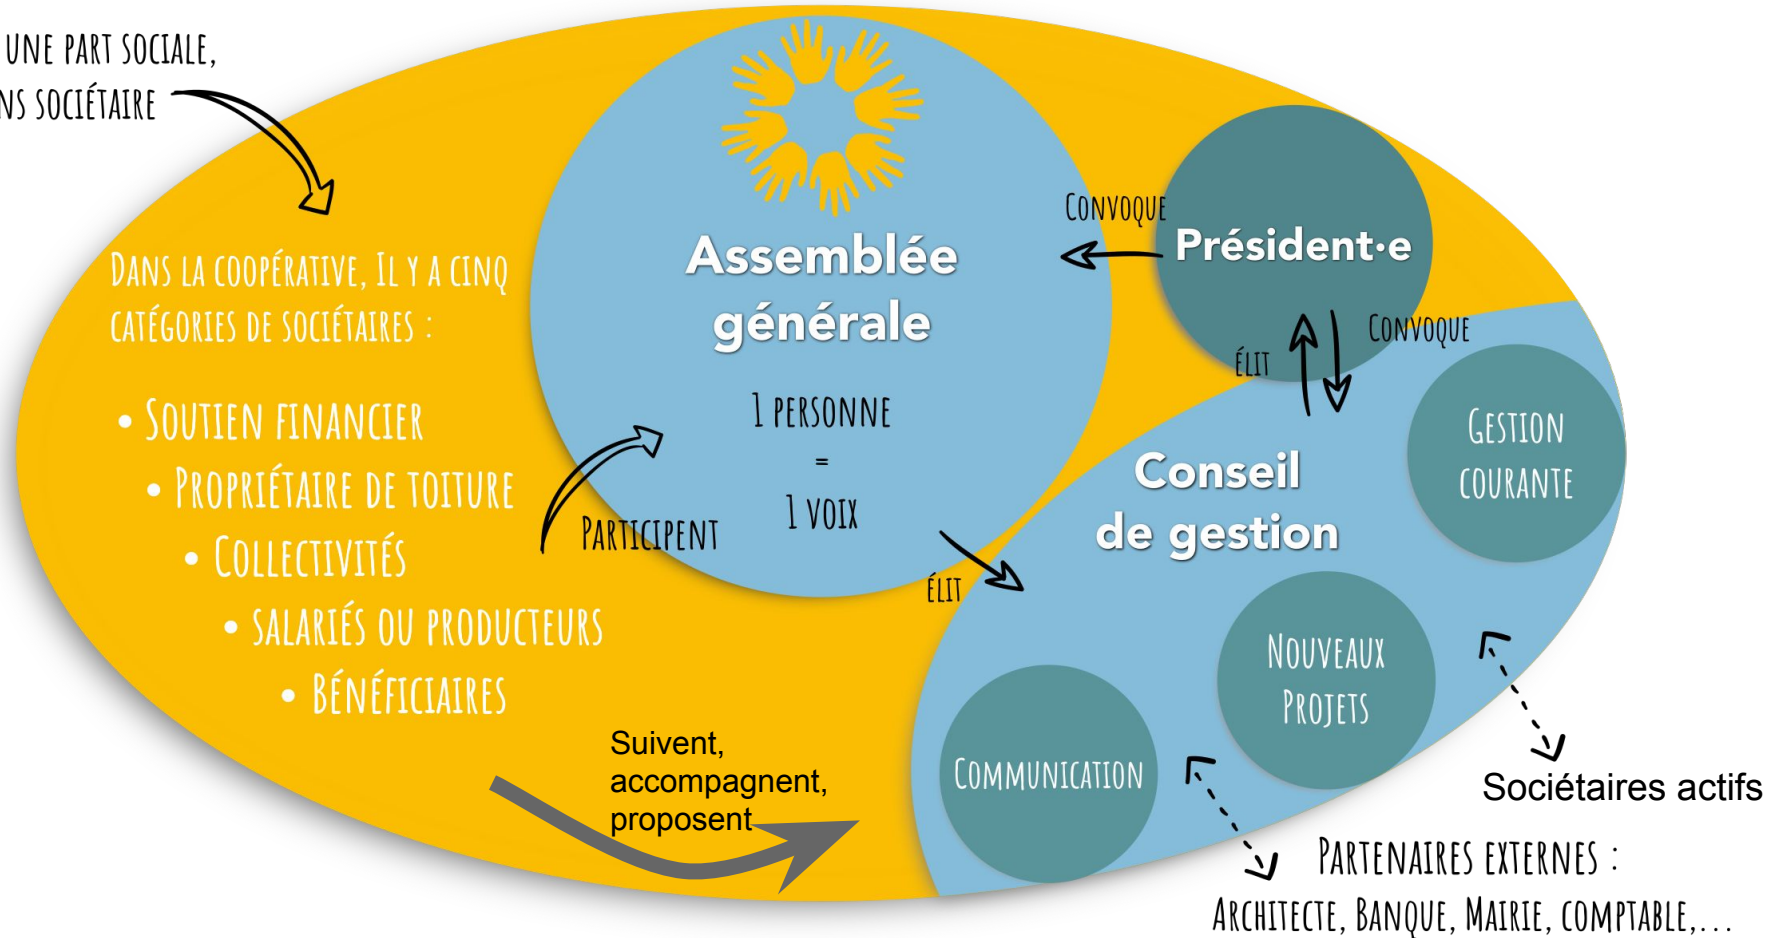 UNE PART SOCIALE,
NS SOCIÉTAIRE
DANS LA COOPÉRATIVE, IL Y A CINQ
CATÉGORIES DE SOCIÉTAIRES :
• SOUTIEN FINANCIER
• PROPRIÉTAIRE DE TOITURE
• COLLECTIVITÉS
• SALARIÉS OU PRODUCTEURS
• BÉNÉFICIAIRES
Assemblée
générale
1 PERSONNE
=
1 VOIX
PARTICIPENT
CONVOQUE
Président·e
ÉLIT
CONVOQUE
ÉLIT
Conseil
de gestion
GESTION
COURANTE
NOUVEAUX
PROJETS
COMMUNICATION
Suivent,
accompagnent,
proposent
Sociétaires actifs
PARTENAIRES EXTERNES :
ARCHITECTE, BANQUE, MAIRIE, COMPTABLE,...